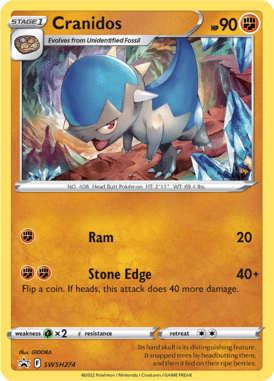 STAGE 1
Cranidos
HP 90
Evolves from Unidentified Fossil
NO. 408 Head Butt Pokémon HT: 2'11" WT: 69.4 lbs.
Ram 20
Stone Edge 40+
Flip a coin. If heads, this attack does 40 more damage.
weakness ×2 resistance retreat
Illus. GIDORA
Its hard skull is its distinguishing feature.
It snapped trees by headbutting them,
and then it fed on their ripe berries.
SWSH274
©2022 Pokémon / Nintendo / Creatures / GAME FREAK